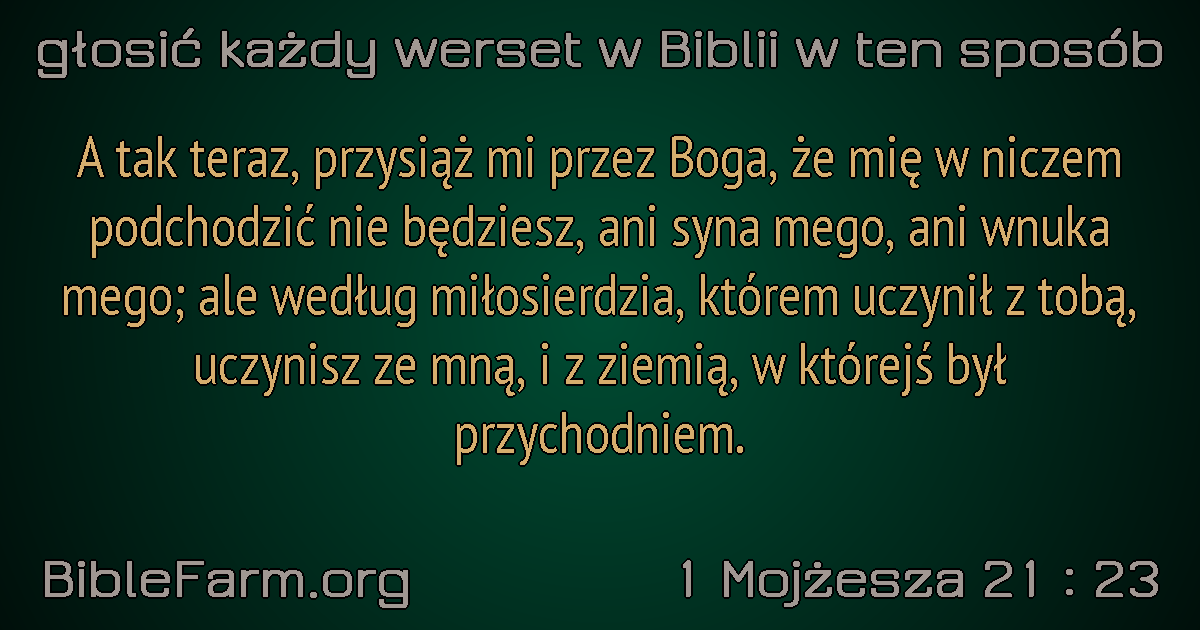 głosić każdy werset w Biblii w ten sposób
A tak teraz, przysiąż mi przez Boga, że mię w niczem
podchodzić nie będziesz, ani syna mego, ani wnuka
mego; ale według miłosierdzia, którem uczynił z tobą,
uczynisz ze mną, i z ziemią, w którejś był
przychodniem.
BibleFarm.org
1 Mojżesza 21 : 23